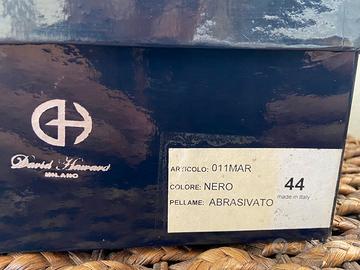 David Haward
MILANO
ARTICOLO: 011MAR
COLORE: NERO
44
made in Italy
PELLAME: ABRASIVATO